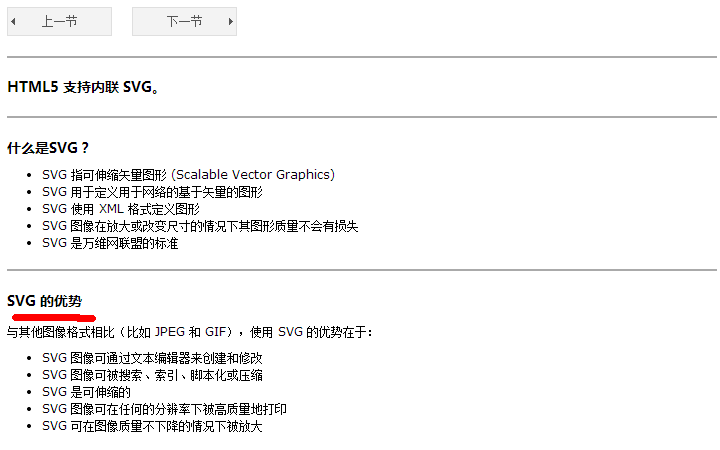 上一节
下一节
HTML5 支持内联 SVG。
什么是SVG？
SVG 指可伸缩矢量图形 (Scalable Vector Graphics)
SVG 用于定义用于网络的基于矢量的图形
SVG 使用 XML 格式定义图形
SVG 图像在放大或改变尺寸的情况下其图形质量不会有损失
SVG 是万维网联盟的标准
SVG 的优势
与其他图像格式相比（比如 JPEG 和 GIF），使用 SVG 的优势在于：
SVG 图像可通过文本编辑器来创建和修改
SVG 图像可被搜索、索引、脚本化或压缩
SVG 是可伸缩的
SVG 图像可在任何的分辨率下被高质量地打印
SVG 可在图像质量不下降的情况下被放大